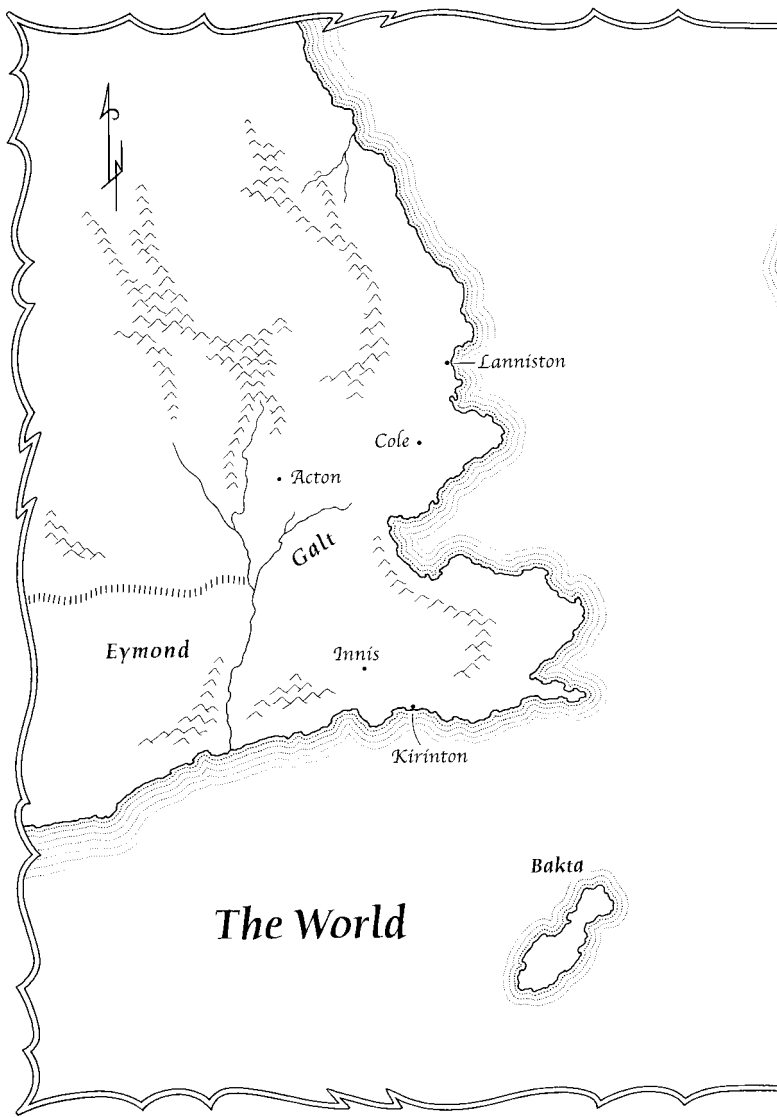 Lanniston
Cole
Acton
Galt
Eymond
Innis
Kirinton
Bakta
The World